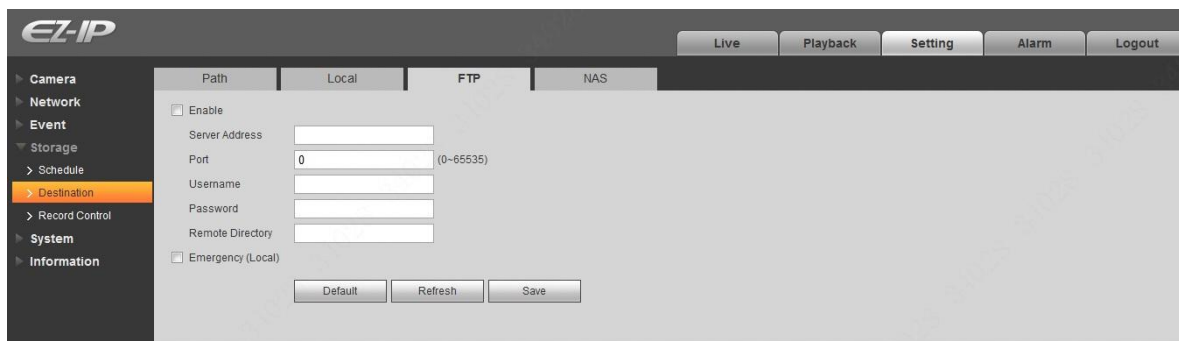 EZ-IP
Live Playback Setting Alarm Logout
Camera
Network
Event
Storage
Schedule
Destination
Record Control
System
Information
Path Local FTP NAS
Enable
Server Address
Port 0 (0~65535)
Username
Password
Remote Directory
Emergency (Local)
Default Refresh Save